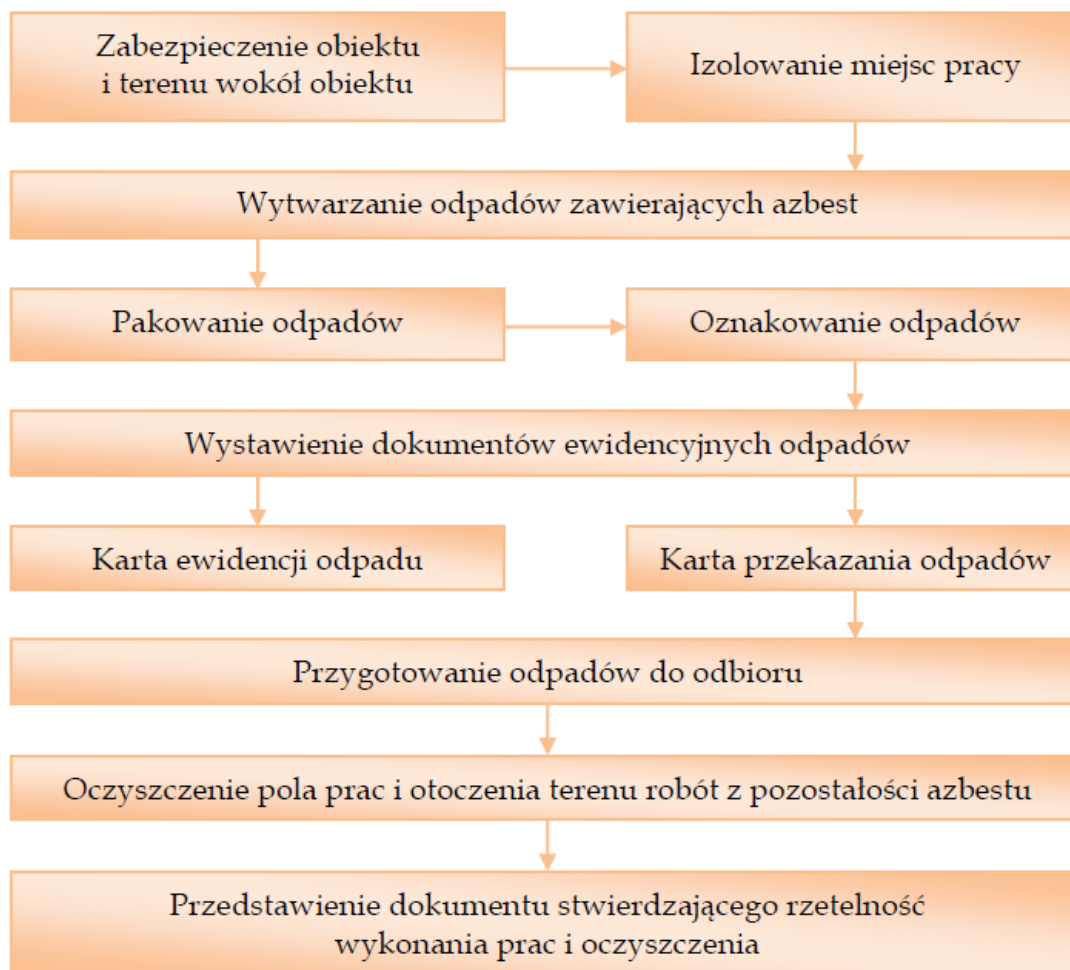 Zabezpieczenie obiektu
i terenu wokół obiektu
Izolowanie miejsc pracy
Wytwarzanie odpadów zawierających azbest
Pakowanie odpadów
Oznakowanie odpadów
Wystawienie dokumentów ewidencyjnych odpadów
Karta ewidencji odpadu
Karta przekazania odpadów
Przygotowanie odpadów do odbioru
Oczyszczenie pola prac i otoczenia terenu robót z pozostałości azbestu
Przedstawienie dokumentu stwierdzającego rzetelność
wykonania prac i oczyszczenia